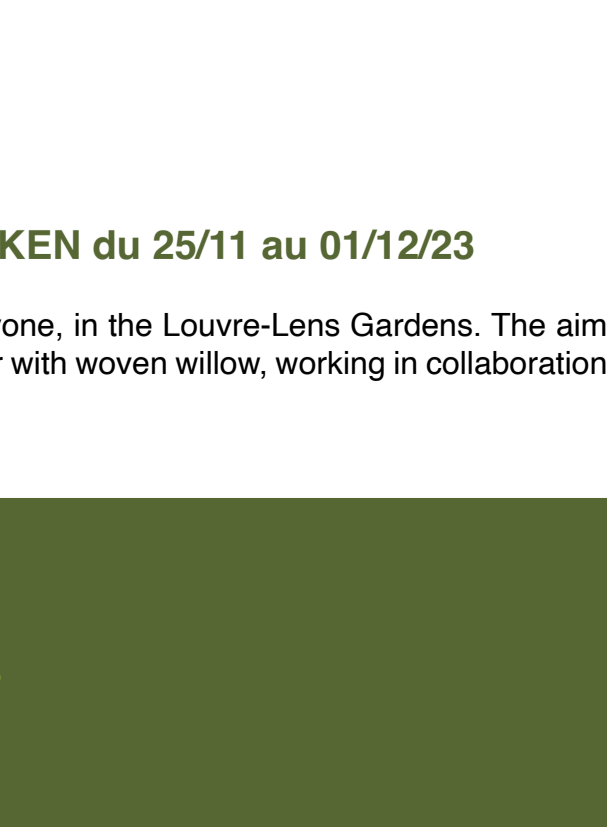 KEN du 25/11 au 01/12/23
one, in the Louvre-Lens Gardens. The aim
with woven willow, working in collaboration